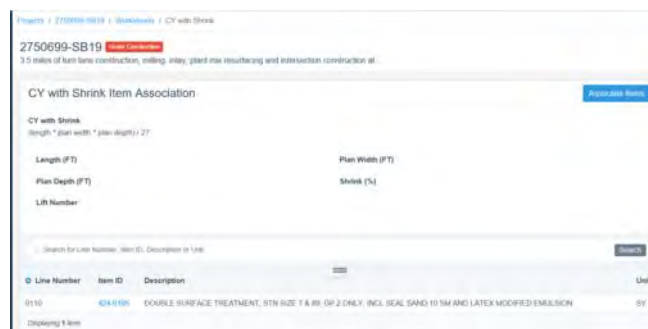 Projects / 2750699-SB19 / Worksheets / CY with Shrink
2750699-SB19 Under Construction
3.5 miles of turn lane construction, milling, inlay, plant mix resurfacing and intersection construction at
CY with Shrink Item Association
Associate Items
CY with Shrink
(length * plan width * plan depth) / 27
Length (FT)
Plan Width (FT)
Plan Depth (FT)
Shrink (%)
Lift Number
Search for Line Number, Item ID, Description or Unit
Search
Line Number Item ID Description Uni
0110 DOUBLE SURFACE TREATMENT, STN SIZE 7 & 89, GP 2 ONLY, INCL SEAL SAND 10 SM AND LATEX MODIFIED EMULSION SY
Displaying 1 item